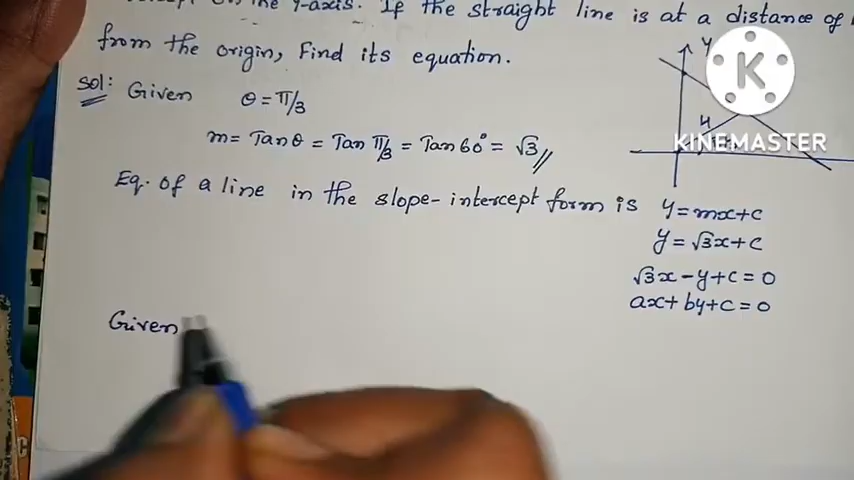 on the Y-axis. If the straight line is at a distance of
from the origin, Find its equation.
Sol: Given θ = π/3
m = Tanθ = Tan π/3 = Tan 60° = √3 //
Eq. of a line in the slope-intercept form is y = mx+c
y = √3x+c
√3x - y + c = 0
ax + by + c = 0
Given
Y
4
K
KINEMASTER